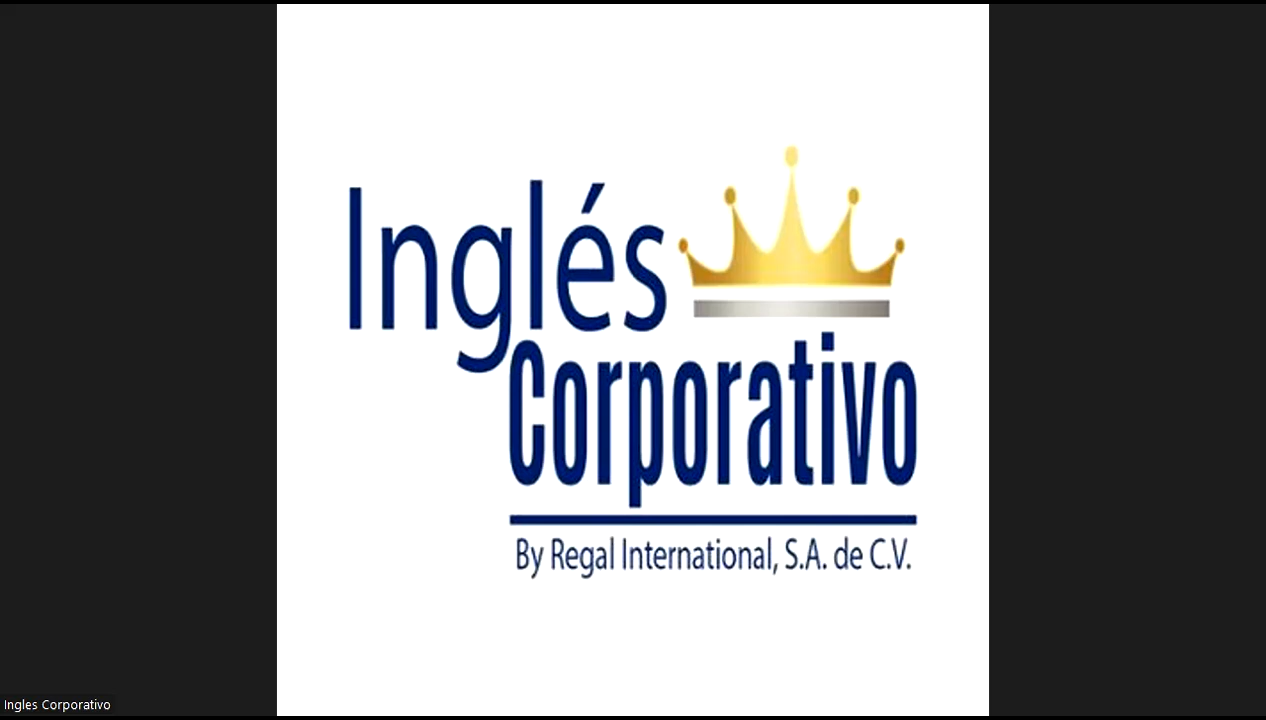 Inglés
Corporativo
By Regal International, S.A. de C.V.
Ingles Corporativo